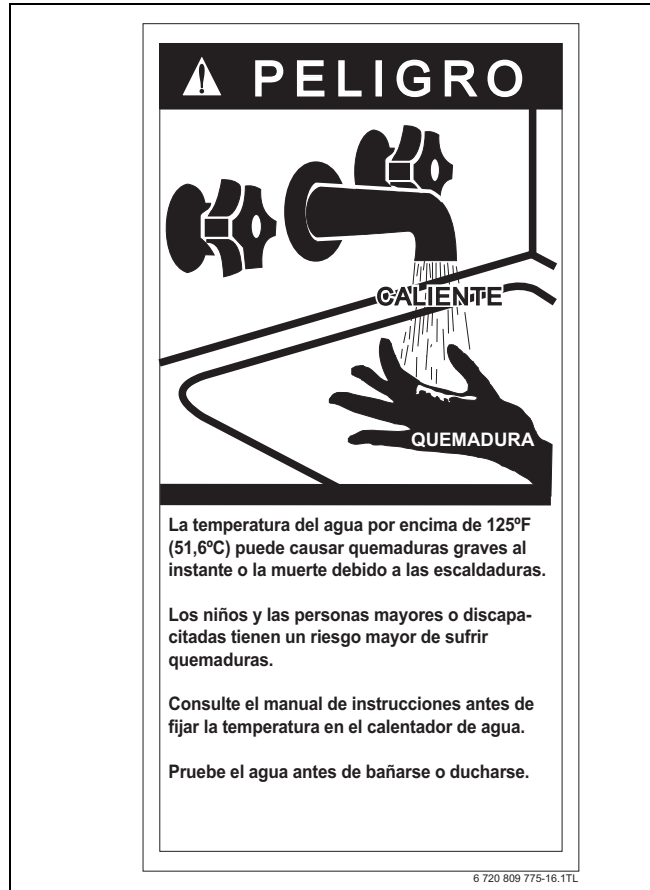 PELIGRO
CALIENTE
QUEMADURA
La temperatura del agua por encima de 125ºF
(51,6ºC) puede causar quemaduras graves al
instante o la muerte debido a las escaldaduras.
Los niños y las personas mayores o discapa-
citadas tienen un riesgo mayor de sufrir
quemaduras.
Consulte el manual de instrucciones antes de
fijar la temperatura en el calentador de agua.
Pruebe el agua antes de bañarse o ducharse.
6 720 809 775-16.1TL